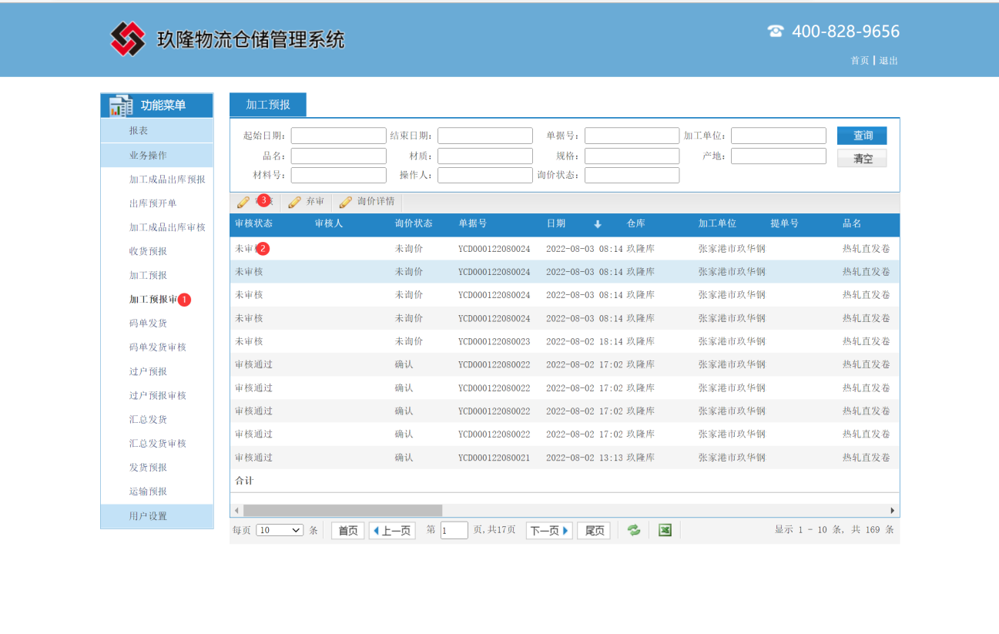 玖隆物流仓储管理系统
400-828-9656
首页 | 退出
功能菜单
报表
业务操作
加工成品出库预报
出库预开单
加工成品出库审核
收货预报
加工预报
加工预报审 1
码单发货
码单发货审核
过户预报
过户预报审核
汇总发货
汇总发货审核
发货预报
运输预报
用户设置
加工预报
起始日期: 结束日期: 单据号: 加工单位: 查询
品名: 材质: 规格: 产地: 清空
材料号: 操作人: 询价状态:
3 弃审 询价详情
审核状态 审核人 询价状态 单据号 日期 仓库 加工单位 提单号 品名
未审 2 未询价 YCD000122080024 2022-08-03 08:14 玖隆库 张家港市玖华钢 热轧直发卷
未审核 未询价 YCD000122080024 2022-08-03 08:14 玖隆库 张家港市玖华钢 热轧直发卷
未审核 未询价 YCD000122080024 2022-08-03 08:14 玖隆库 张家港市玖华钢 热轧直发卷
未审核 未询价 YCD000122080024 2022-08-03 08:14 玖隆库 张家港市玖华钢 热轧直发卷
未审核 未询价 YCD000122080023 2022-08-02 18:14 玖隆库 张家港市玖华钢 热轧直发卷
审核通过 确认 YCD000122080022 2022-08-02 17:02 玖隆库 张家港市玖华钢 热轧直发卷
审核通过 确认 YCD000122080022 2022-08-02 17:02 玖隆库 张家港市玖华钢 热轧直发卷
审核通过 确认 YCD000122080022 2022-08-02 17:02 玖隆库 张家港市玖华钢 热轧直发卷
审核通过 确认 YCD000122080022 2022-08-02 17:02 玖隆库 张家港市玖华钢 热轧直发卷
审核通过 确认 YCD000122080021 2022-08-02 13:13 玖隆库 张家港市玖华钢 热轧直发卷
合计
每页 10 条 首页 上一页 第 1 页,共17页 下一页 尾页 显示 1 - 10 条, 共 169 条